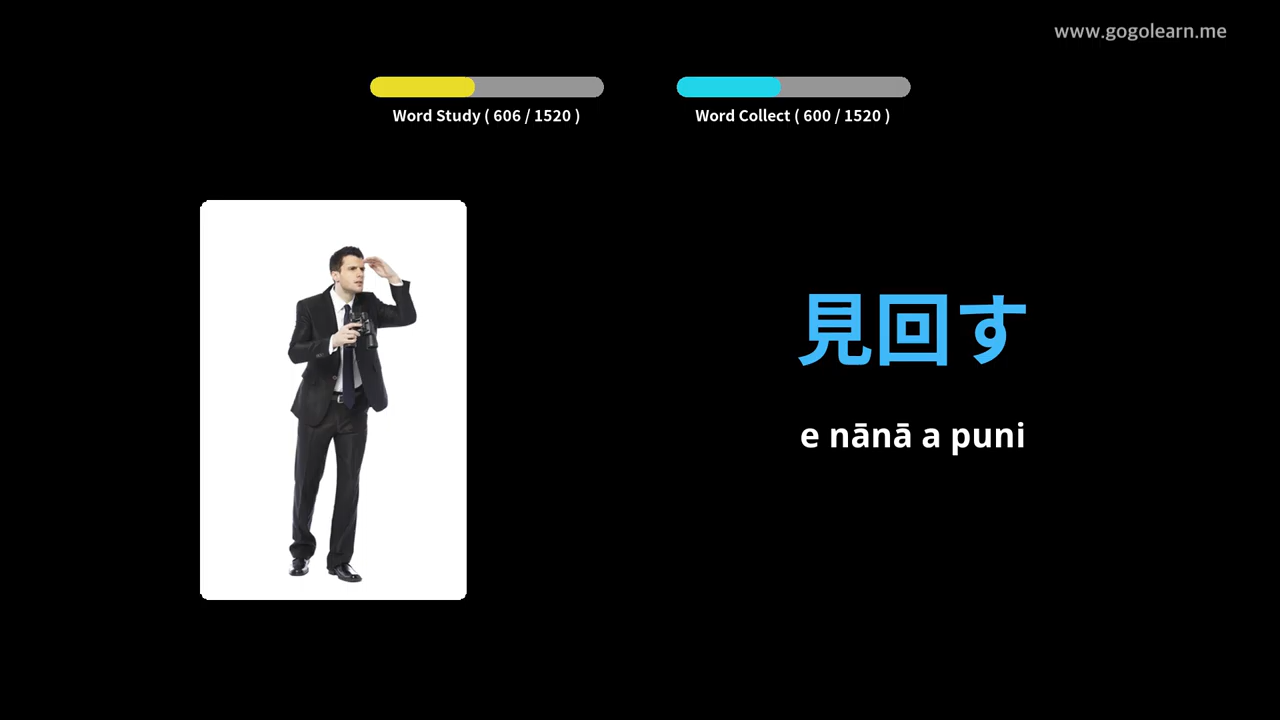 www.gogolearn.me
Word Study ( 606 / 1520 )
Word Collect ( 600 / 1520 )
見回す
e nānā a puni